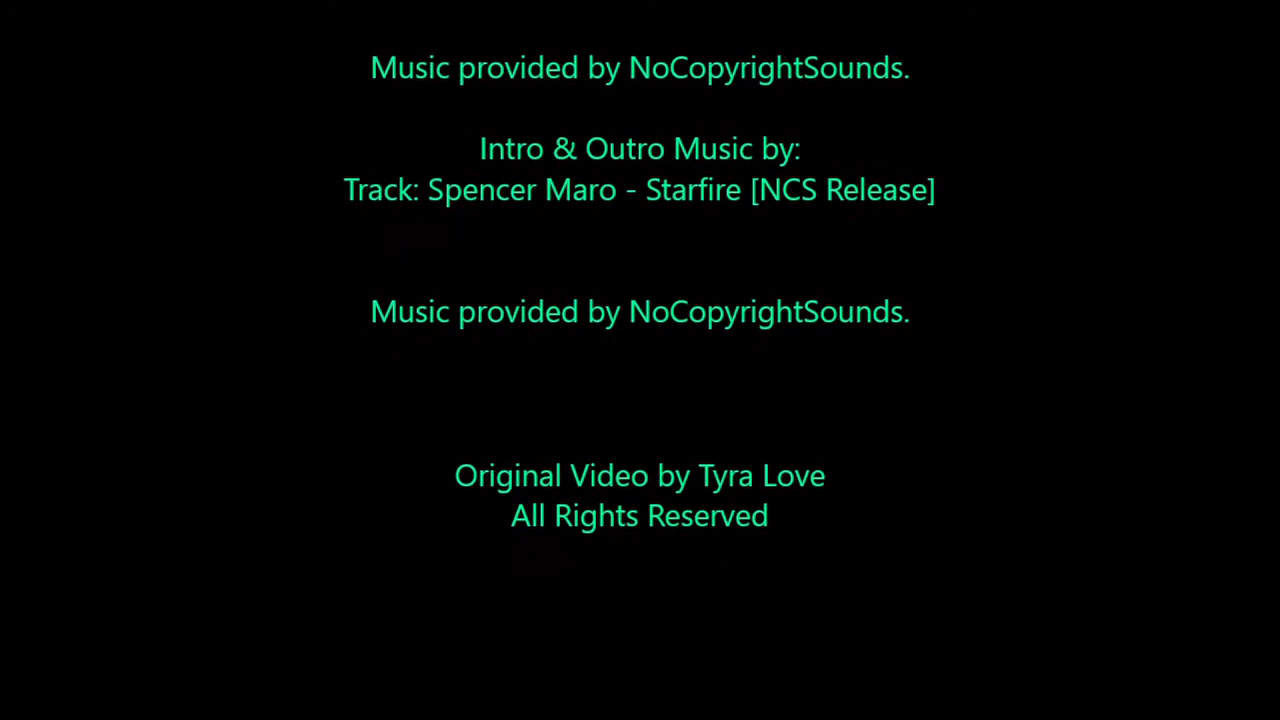 Music provided by NoCopyrightSounds.
Intro & Outro Music by:
Track: Spencer Maro - Starfire [NCS Release]
Music provided by NoCopyrightSounds.
Original Video by Tyra Love
All Rights Reserved